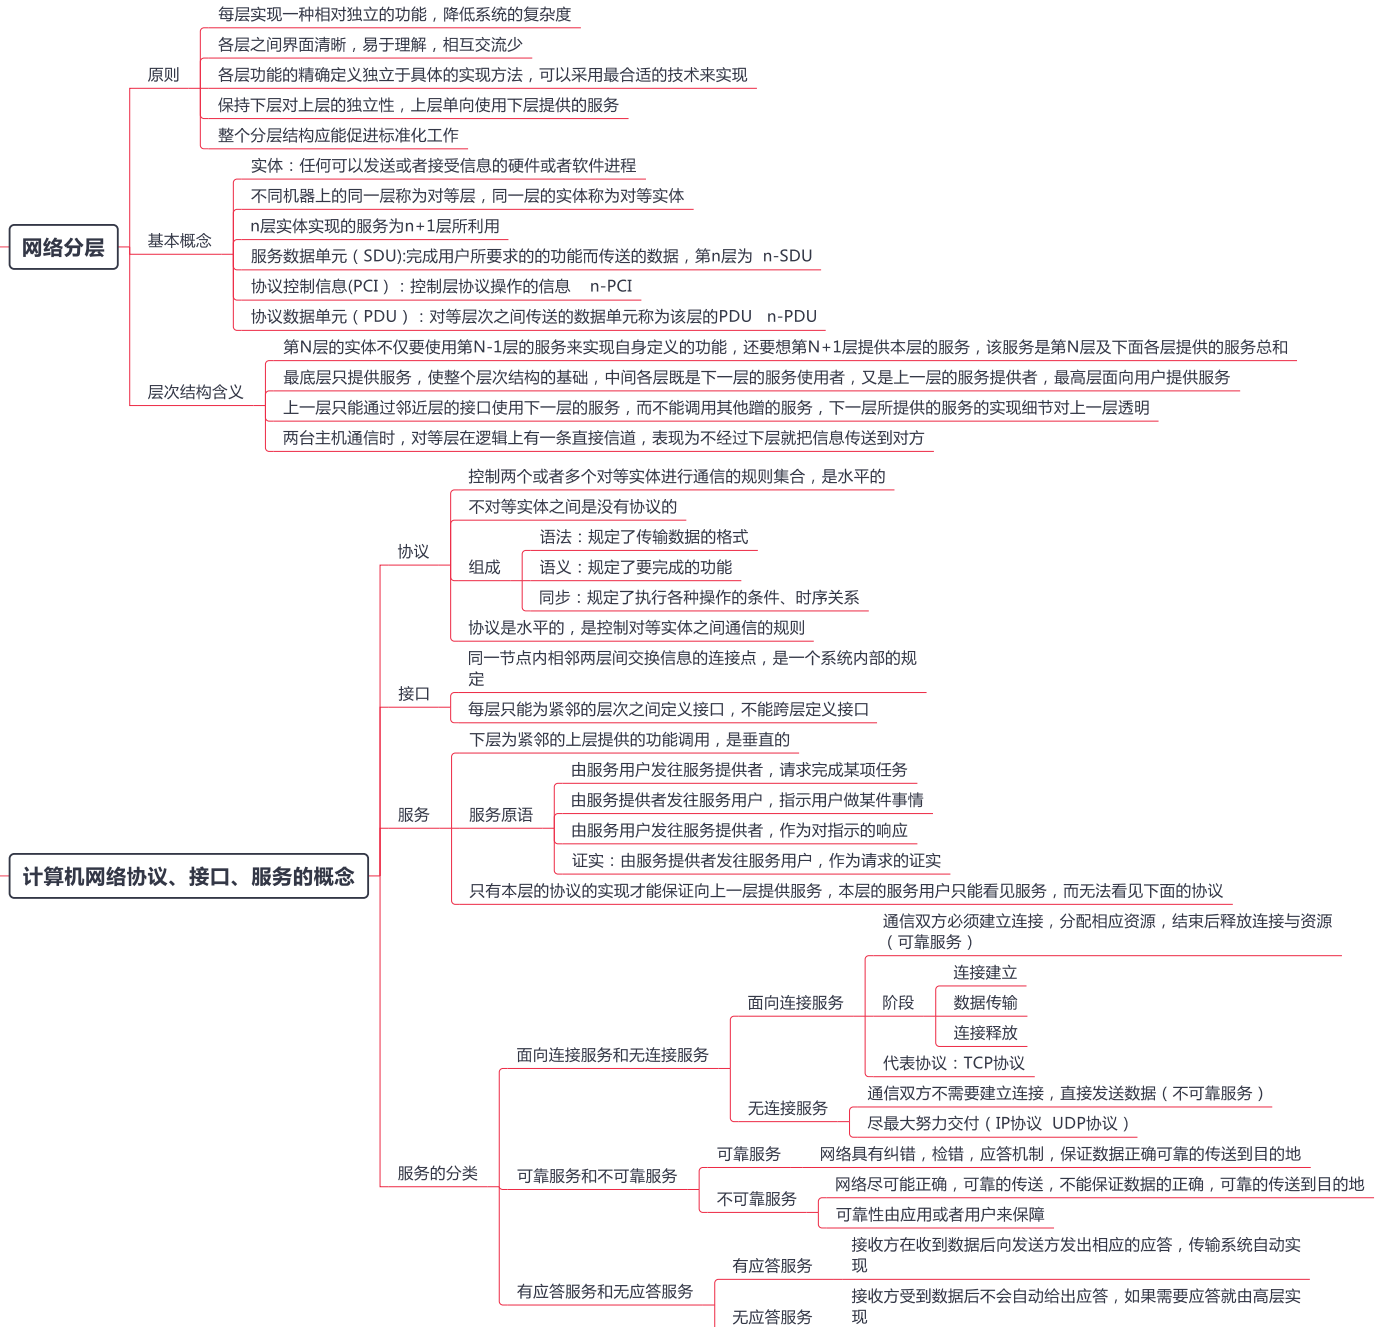 每层实现一种相对独立的功能，降低系统的复杂度
各层之间界面清晰，易于理解，相互交流少
原则
各层功能的精确定义独立于具体的实现方法，可以采用最合适的技术来实现
保持下层对上层的独立性，上层单向使用下层提供的服务
整个分层结构应能促进标准化工作
实体：任何可以发送或者接受信息的硬件或者软件进程
不同机器上的同一层称为对等层，同一层的实体称为对等实体
n层实体实现的服务为n+1层所利用
网络分层
基本概念
服务数据单元（SDU):完成用户所要求的的功能而传送的数据，第n层为 n-SDU
协议控制信息(PCI）：控制层协议操作的信息 n-PCI
协议数据单元（PDU）：对等层次之间传送的数据单元称为该层的PDU n-PDU
第N层的实体不仅要使用第N-1层的服务来实现自身定义的功能，还要想第N+1层提供本层的服务，该服务是第N层及下面各层提供的服务总和
最底层只提供服务，使整个层次结构的基础，中间各层既是下一层的服务使用者，又是上一层的服务提供者，最高层面向用户提供服务
层次结构含义
上一层只能通过邻近层的接口使用下一层的服务，而不能调用其他蹭的服务，下一层所提供的服务的实现细节对上一层透明
两台主机通信时，对等层在逻辑上有一条直接信道，表现为不经过下层就把信息传送到对方
控制两个或者多个对等实体进行通信的规则集合，是水平的
不对等实体之间是没有协议的
协议
组成
语法：规定了传输数据的格式
语义：规定了要完成的功能
同步：规定了执行各种操作的条件、时序关系
协议是水平的，是控制对等实体之间通信的规则
同一节点内相邻两层间交换信息的连接点，是一个系统内部的规
定
接口
每层只能为紧邻的层次之间定义接口，不能跨层定义接口
下层为紧邻的上层提供的功能调用，是垂直的
由服务用户发往服务提供者，请求完成某项任务
由服务提供者发往服务用户，指示用户做某件事情
服务
服务原语
由服务用户发往服务提供者，作为对指示的响应
证实：由服务提供者发往服务用户，作为请求的证实
计算机网络协议、接口、服务的概念
只有本层的协议的实现才能保证向上一层提供服务，本层的服务用户只能看见服务，而无法看见下面的协议
通信双方必须建立连接，分配相应资源，结束后释放连接与资源
（可靠服务）
连接建立
面向连接服务
阶段
数据传输
连接释放
面向连接服务和无连接服务
代表协议：TCP协议
通信双方不需要建立连接，直接发送数据（不可靠服务）
无连接服务
尽最大努力交付（IP协议 UDP协议）
可靠服务
网络具有纠错，检错，应答机制，保证数据正确可靠的传送到目的地
服务的分类
可靠服务和不可靠服务
网络尽可能正确，可靠的传送，不能保证数据的正确，可靠的传送到目的地
不可靠服务
可靠性由应用或者用户来保障
接收方在收到数据后向发送方发出相应的应答，传输系统自动实
现
有应答服务
有应答服务和无应答服务
接收方受到数据后不会自动给出应答，如果需要应答就由高层实
现
无应答服务